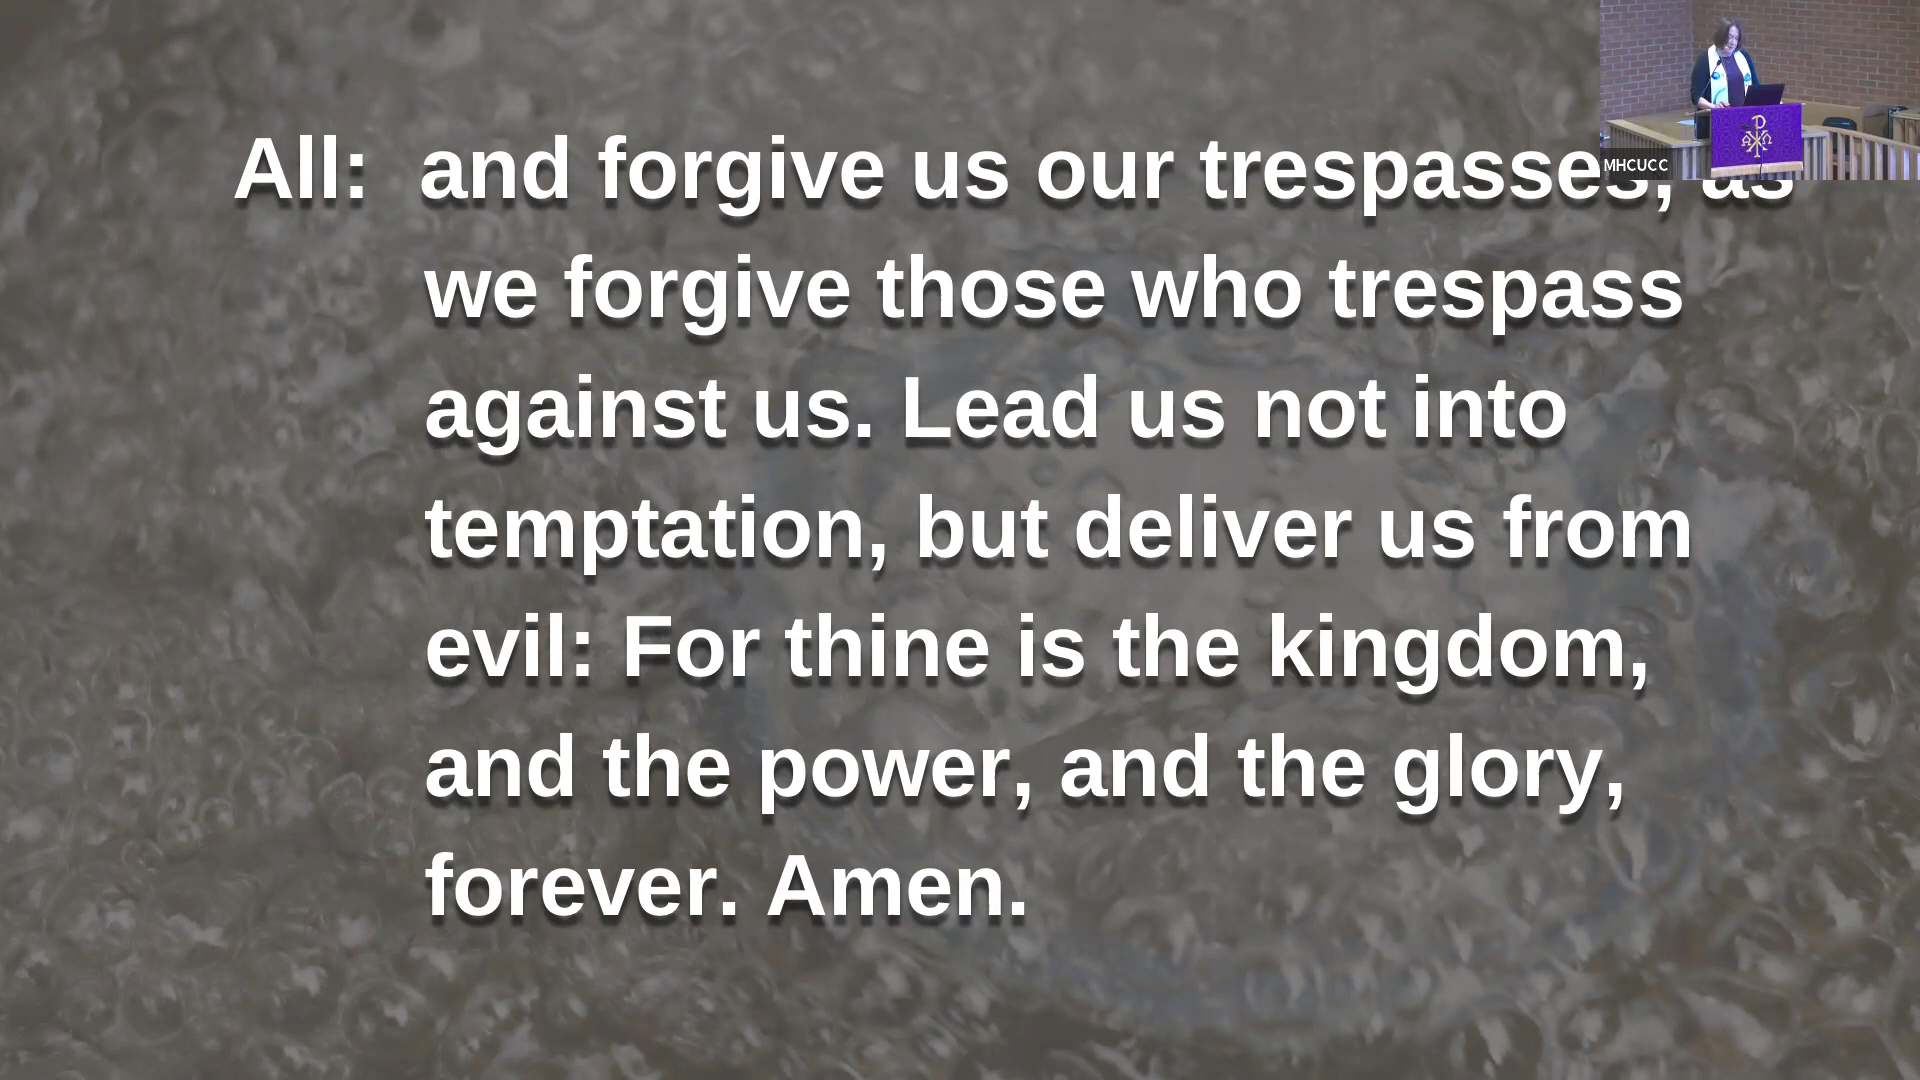 All: and forgive us our trespasses, as
we forgive those who trespass
against us. Lead us not into
temptation, but deliver us from
evil: For thine is the kingdom,
and the power, and the glory,
forever. Amen.
MHCUCC